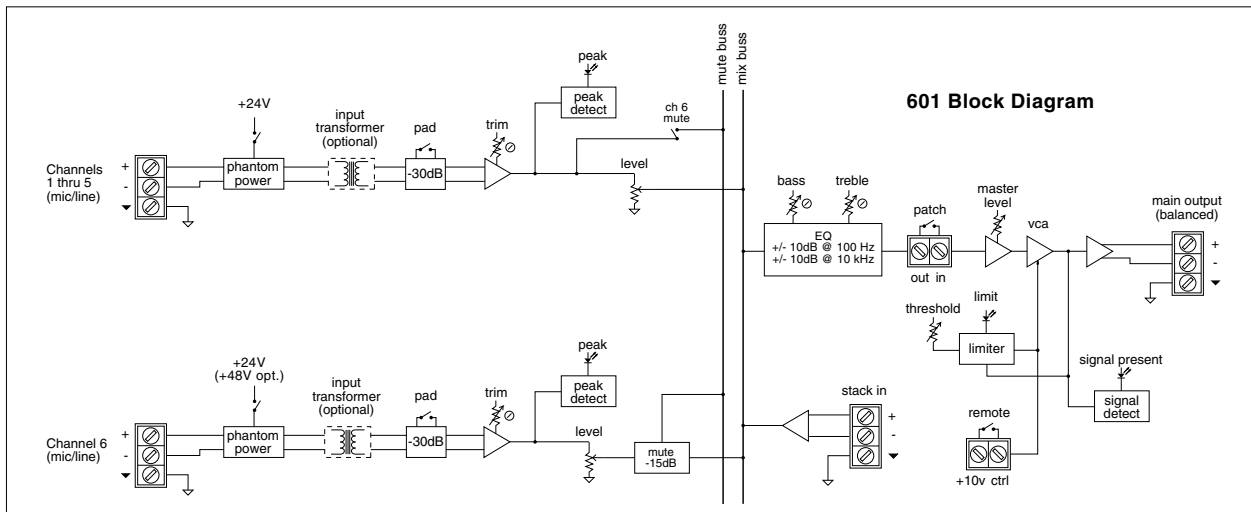 601 Block Diagram
mute buss
mix buss
peak
peak
detect
+24V
input
transformer
(optional)
pad
trim
ch 6
mute
level
Channels
1 thru 5
(mic/line)
+
-
phantom
power
-30dB
bass
treble
EQ
+/- 10dB @ 100 Hz
+/- 10dB @ 10 kHz
patch
out in
master
level
vca
main output
(balanced)
+
-
threshold
limit
limiter
signal present
signal
detect
remote
+10v ctrl
stack in
+
-
+24V
(+48V opt.)
input
transformer
(optional)
pad
trim
peak
peak
detect
level
Channel 6
(mic/line)
+
-
phantom
power
-30dB
mute
-15dB